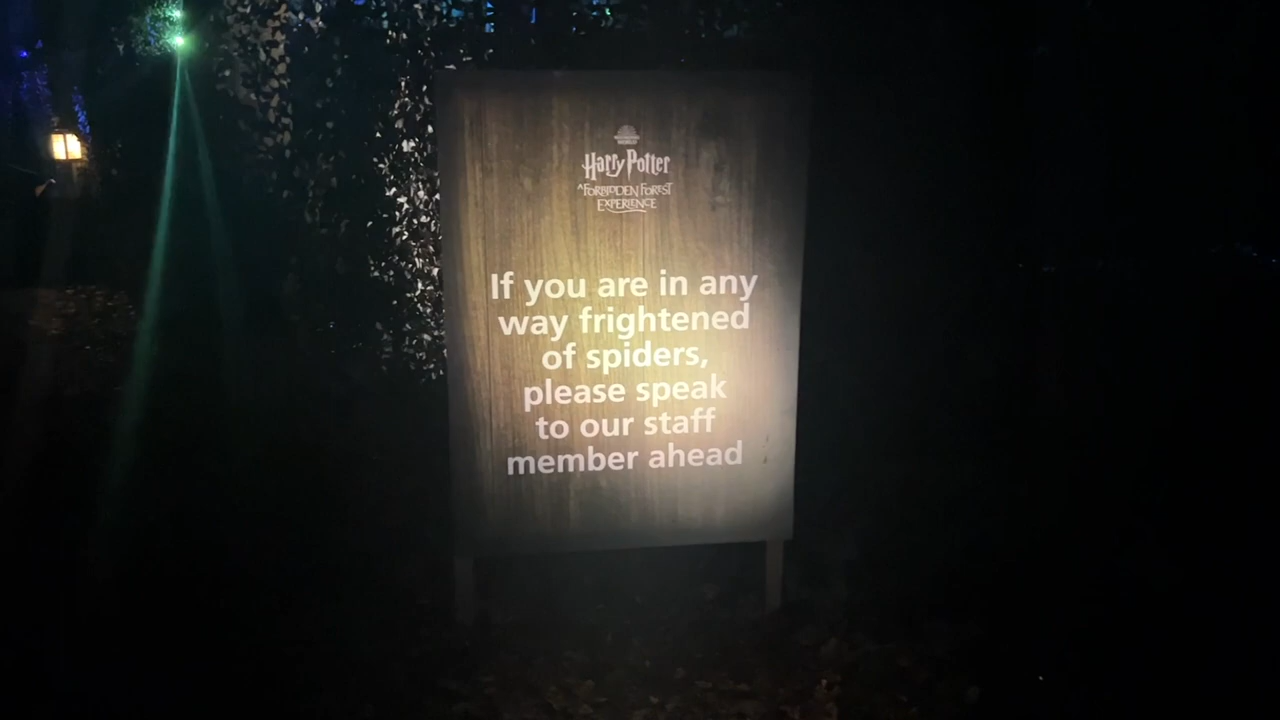 Harry Potter
A FORBIDDEN FOREST
EXPERIENCE
If you are in any
way frightened
of spiders,
please speak
to our staff
member ahead